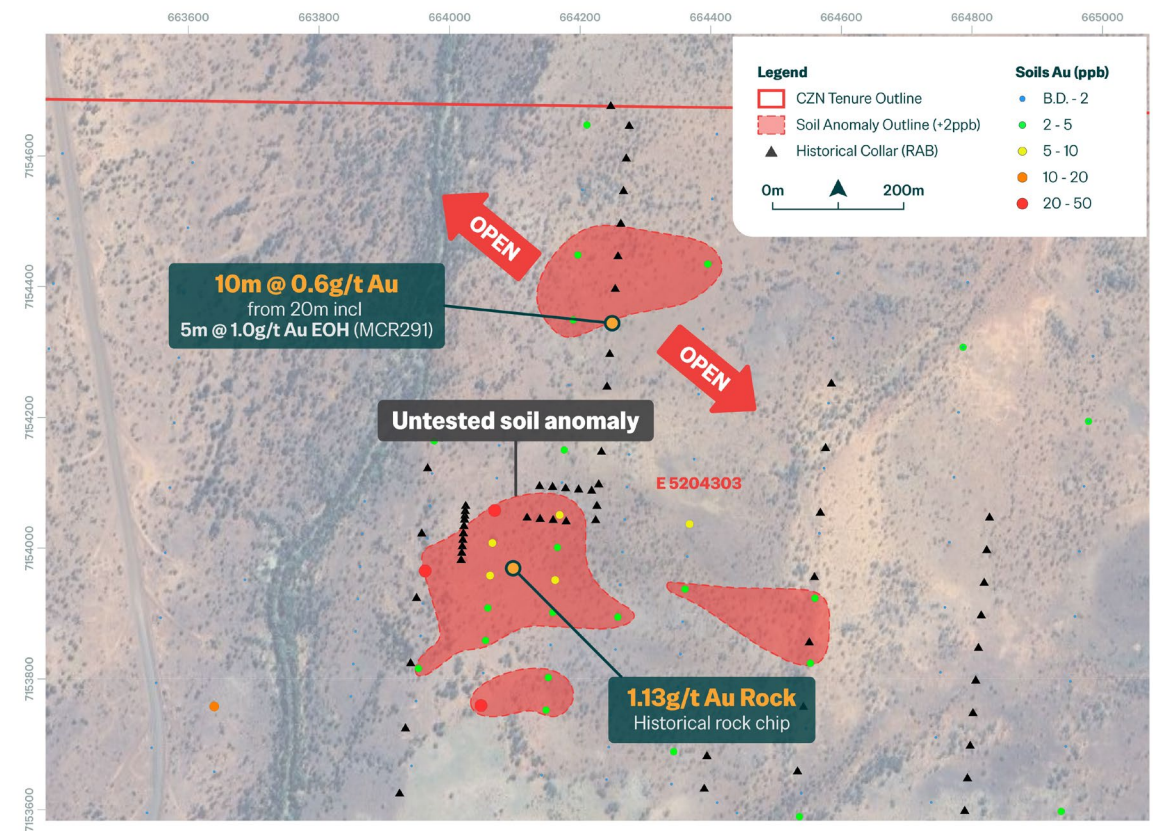 663600 663800 664000 664200 664400 664600 664800 665000
Legend
CZN Tenure Outline
Soil Anomaly Outline (+2ppb)
Historical Collar (RAB)
0m 200m
Soils Au (ppb)
B.D. - 2
2 - 5
5 - 10
10 - 20
20 - 50
7154600
7154400
7154200
7154000
7153800
7153600
OPEN
10m @ 0.6g/t Au
from 20m incl
5m @ 1.0g/t Au EOH (MCR291)
OPEN
Untested soil anomaly
E 5204303
1.13g/t Au Rock
Historical rock chip